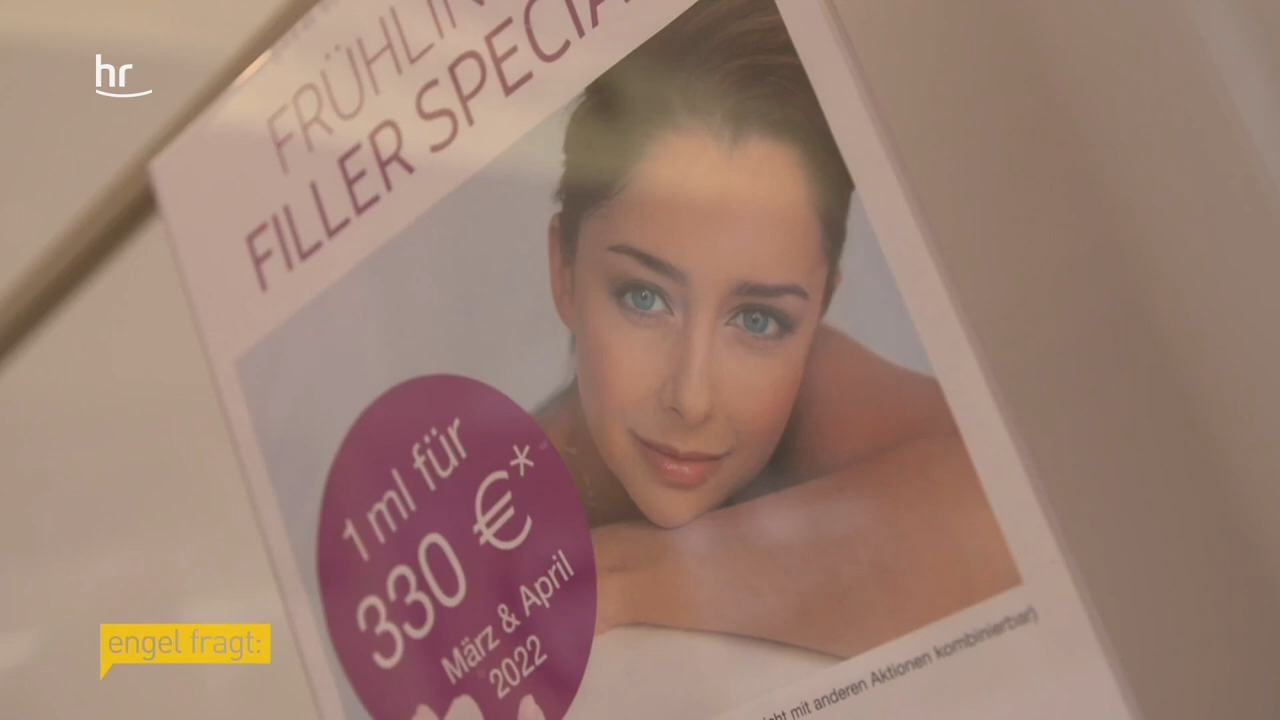 hr
FRÜHLIN
FILLER SPECIA
1 ml für
330 €*
März & April
2022
mit anderen Aktionen kombinierbar)
engel fragt: